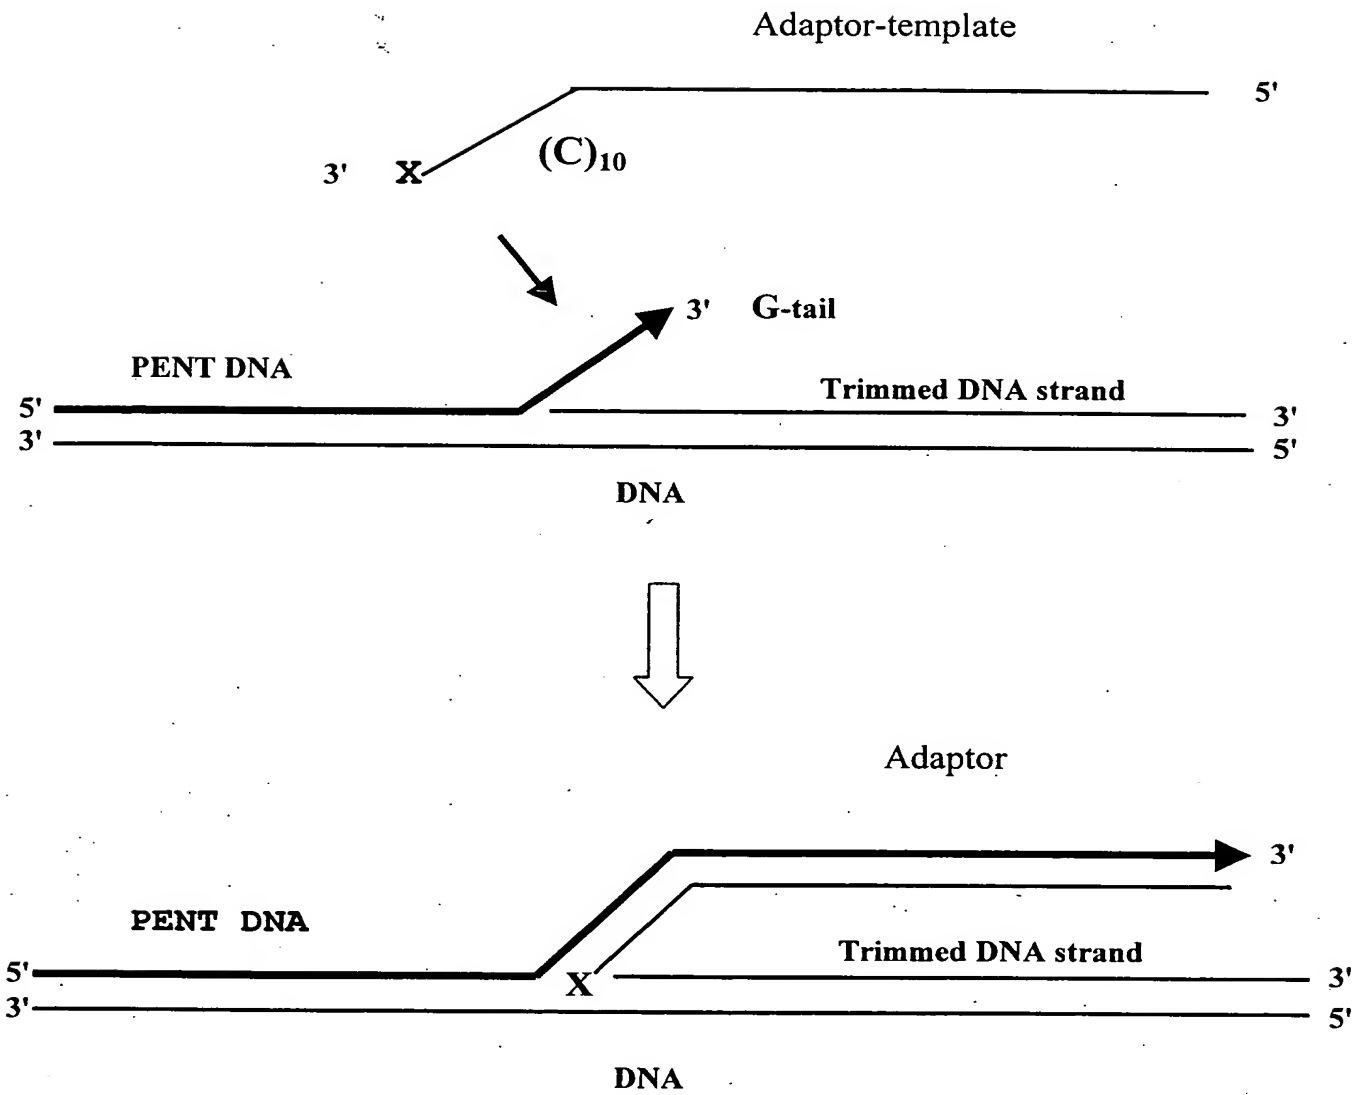 Adaptor-template
5'
(C)10
3' X
3' G-tail
PENT DNA
Trimmed DNA strand
5'
3'
3'
5'
DNA
Adaptor
3'
PENT DNA
Trimmed DNA strand
5'
X
3'
3'
5'
DNA